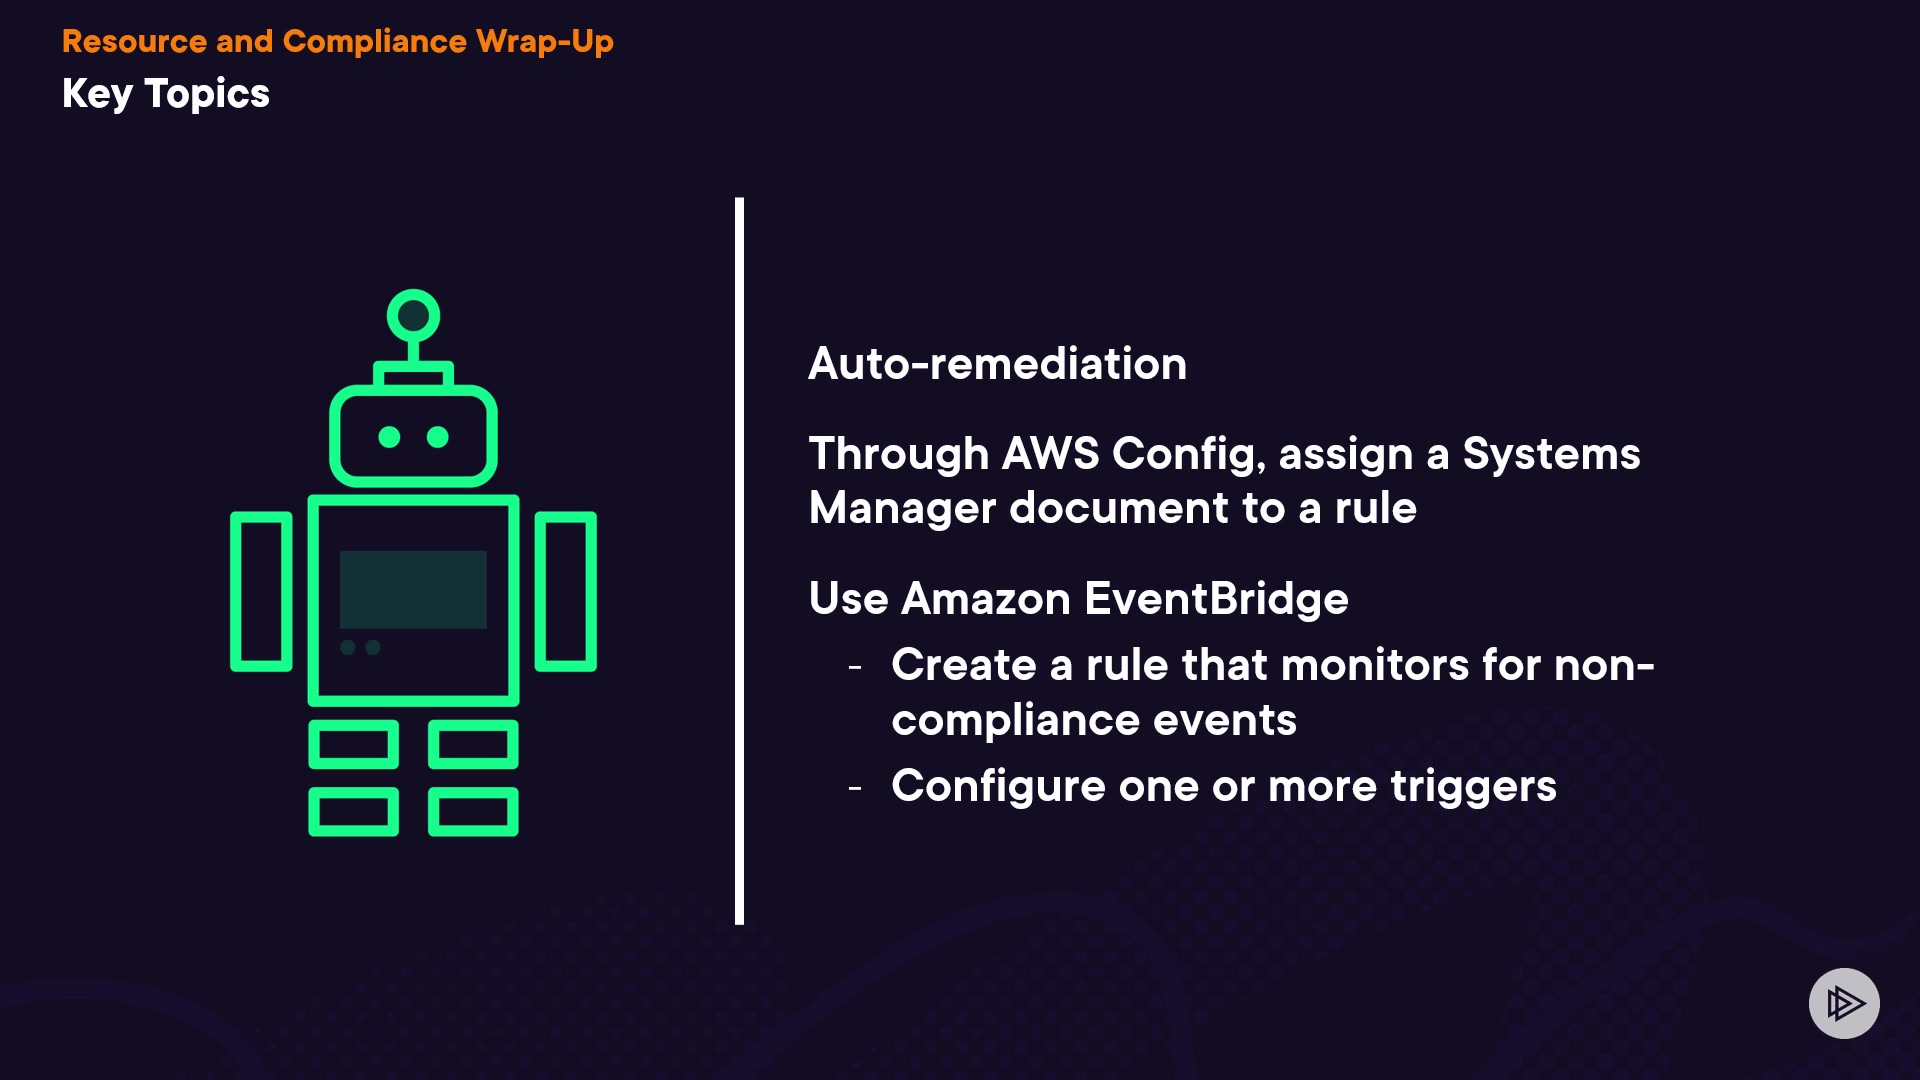 Resource and Compliance Wrap-Up
Key Topics
Auto-remediation
Through AWS Config, assign a Systems
Manager document to a rule
Use Amazon EventBridge
- Create a rule that monitors for non-
compliance events
- Configure one or more triggers